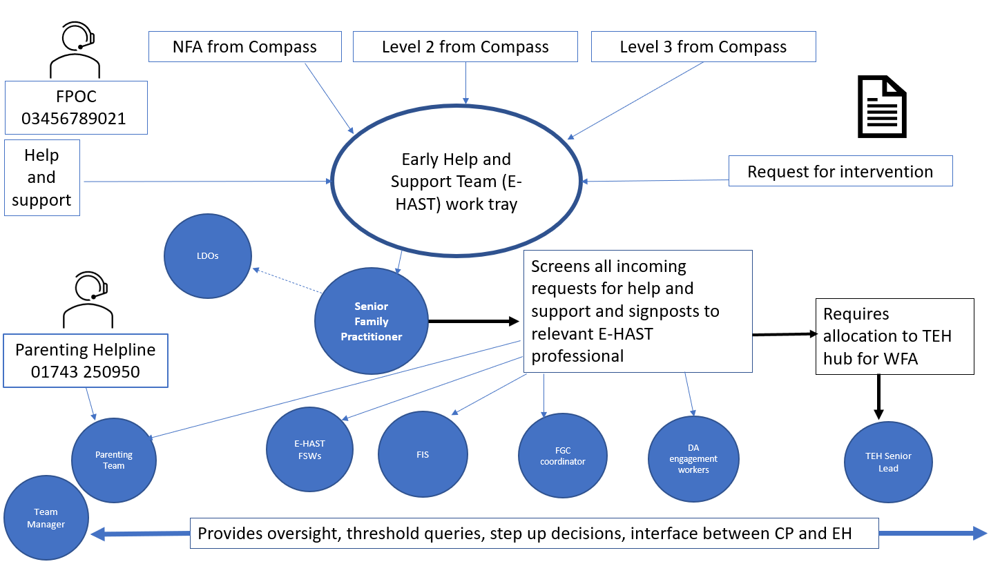 NFA from Compass
Level 2 from Compass
Level 3 from Compass
FPOC
03456789021
Help
and
support
Early Help and
Support Team (E-
HAST) work tray
Request for intervention
LDOs
Senior
Family
Practitioner
Screens all incoming
requests for help and
support and signposts to
relevant E-HAST
professional
Requires
allocation to TEH
hub for WFA
Parenting Helpline
01743 250950
Parenting
Team
E-HAST
FSWs
FIS
FGC
coordinator
DA
engagement
workers
TEH Senior
Lead
Team
Manager
Provides oversight, threshold queries, step up decisions, interface between CP and EH